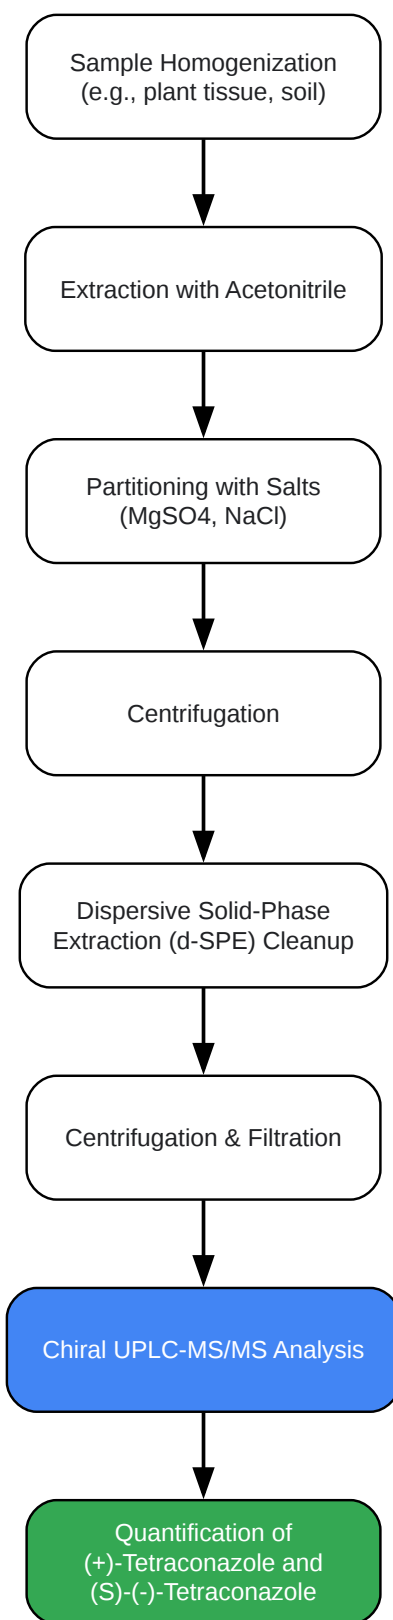 Sample Homogenization
(e.g., plant tissue, soil)
Extraction with Acetonitrile
Partitioning with Salts
(MgSO4, NaCl)
Centrifugation
Dispersive Solid-Phase
Extraction (d-SPE) Cleanup
Centrifugation & Filtration
Chiral UPLC-MS/MS Analysis
Quantification of
(+)-Tetraconazole and
(S)-(-)-Tetraconazole